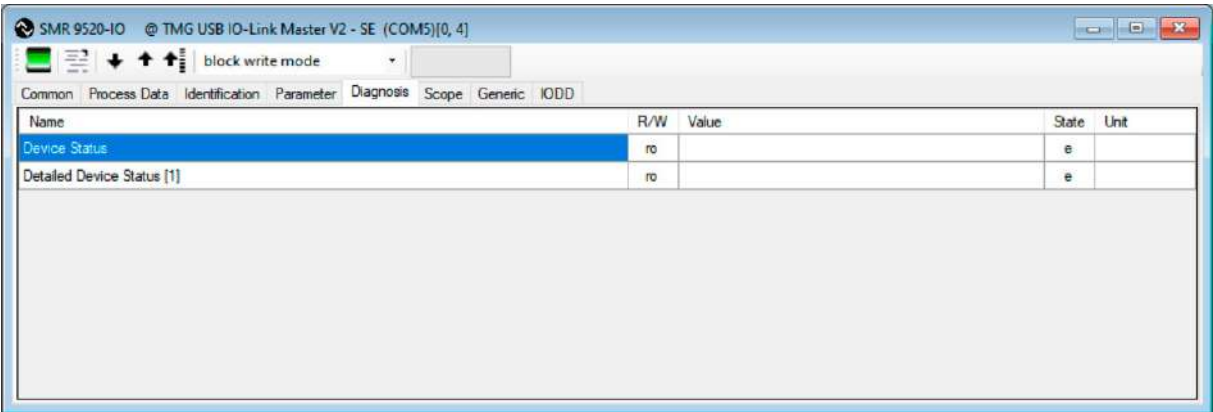 SMR 9520-IO @ TMG USB IO-Link Master V2 - SE (COM5)[0, 4]
block write mode
Common Process Data Identification Parameter Diagnosis Scope Generic IODD
Name R/W Value State Unit
Device Status ro e
Detailed Device Status [1] ro e